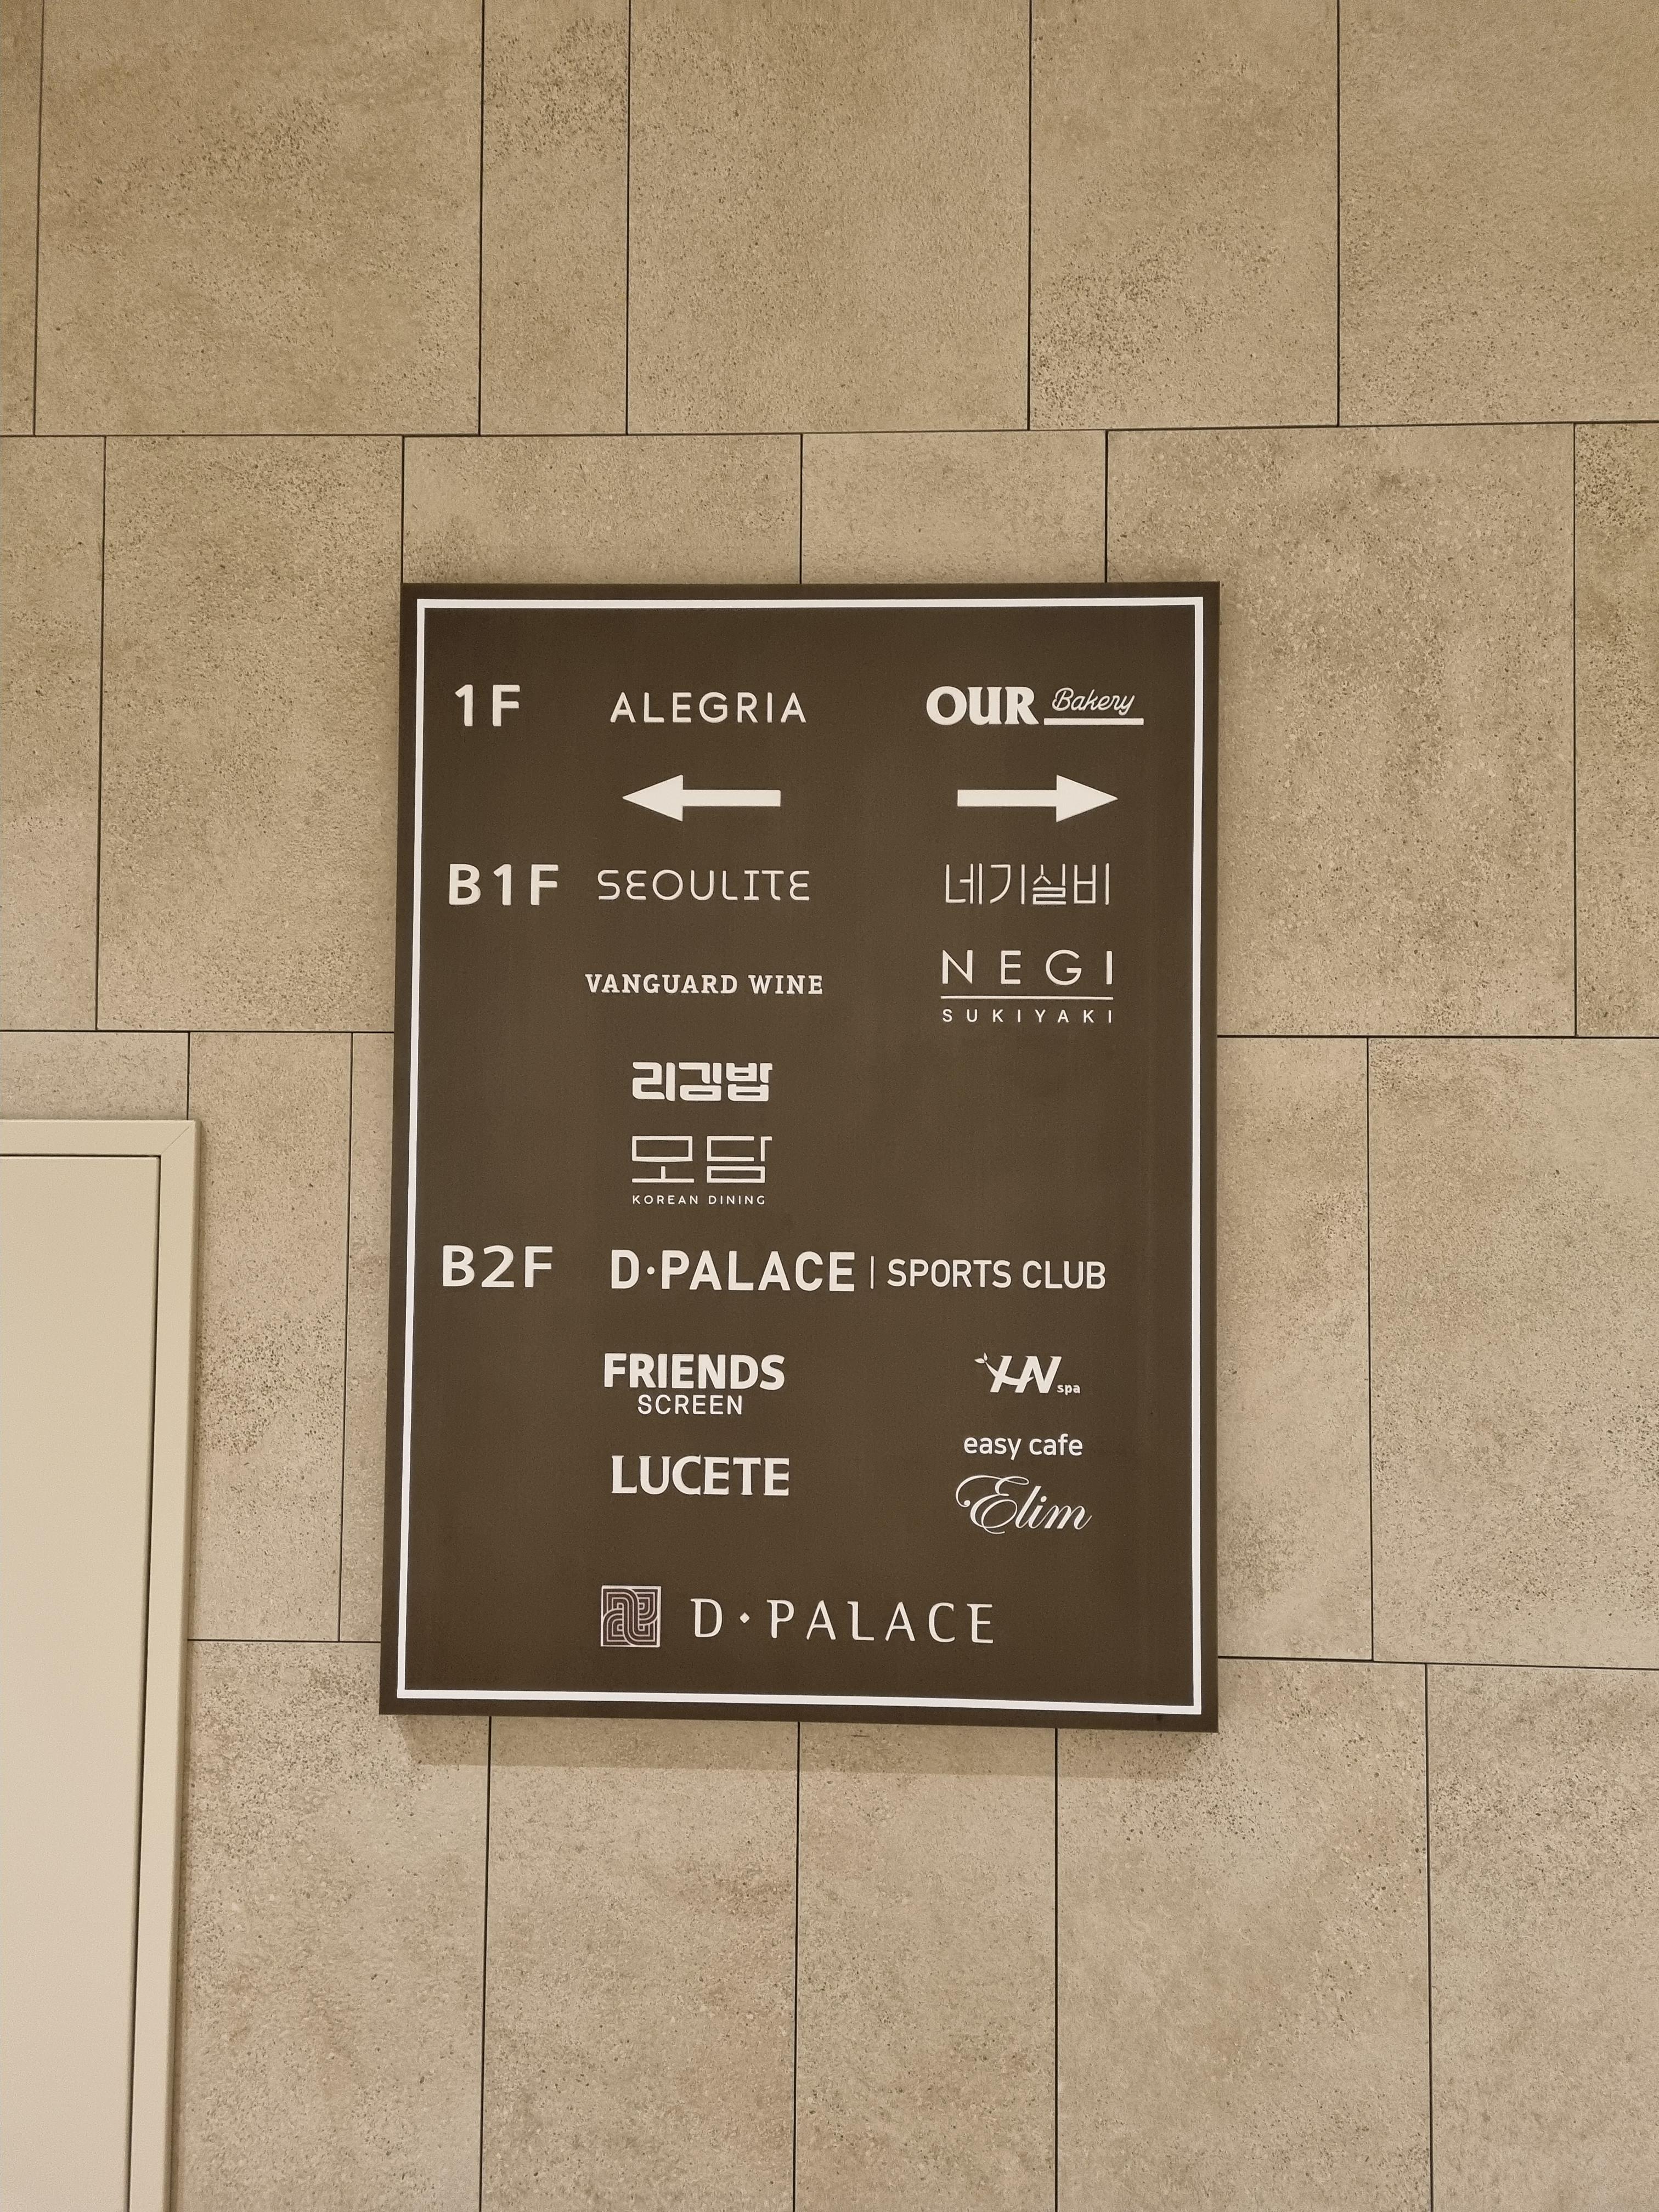 1F ALEGRIA OUR Bakery
B1F SEOULITE 네기실비
VANGUARD WINE NEGI
SUKIYAKI
리김밥
모담
KOREAN DINING
B2F D·PALACE | SPORTS CLUB
FRIENDS
SCREEN
HN spa
LUCETE
easy cafe
Elim
D·PALACE